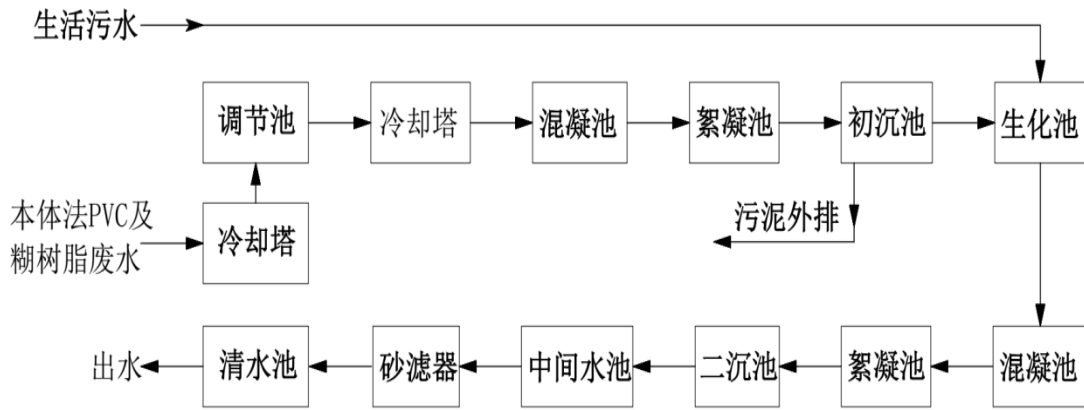 生活污水
调节池
冷却塔
混凝池
絮凝池
初沉池
生化池
本体法PVC及
糊树脂废水
冷却塔
污泥外排
出水
清水池
砂滤器
中间水池
二沉池
絮凝池
混凝池